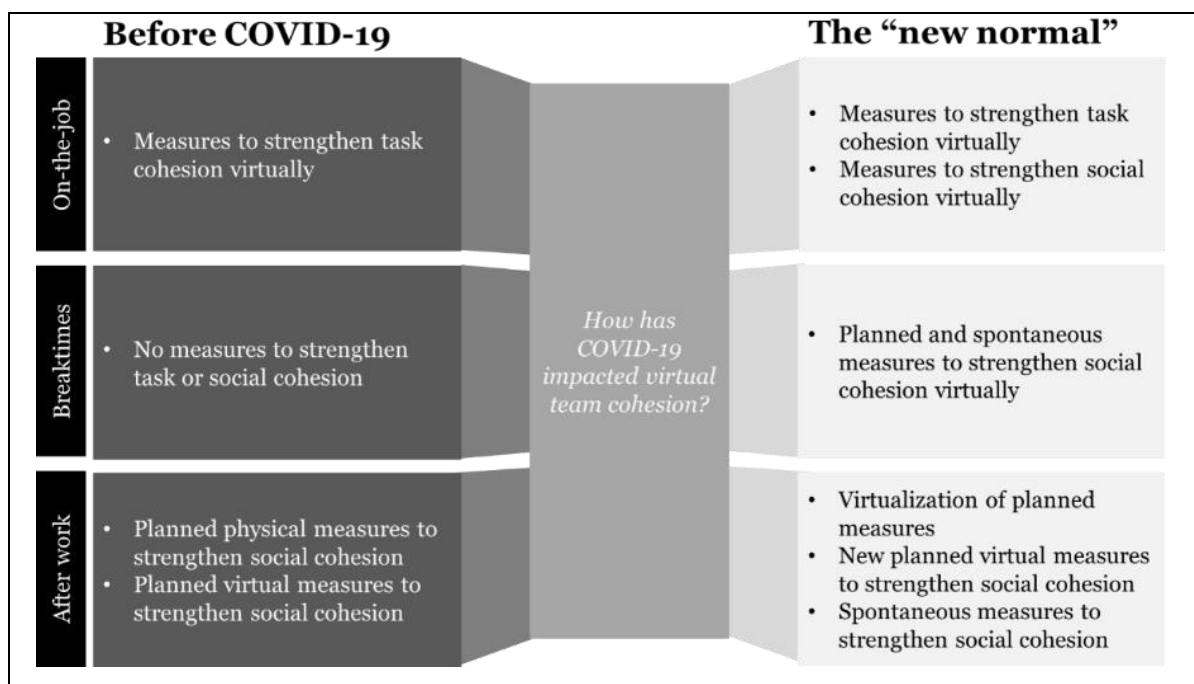 Before COVID-19
The “new normal”
On-the-job
• Measures to strengthen task
cohesion virtually
• Measures to strengthen task
cohesion virtually
• Measures to strengthen social
cohesion virtually
Breaktimes
• No measures to strengthen
task or social cohesion
How has
COVID-19
impacted virtual
team cohesion?
• Planned and spontaneous
measures to strengthen social
cohesion virtually
After work
• Planned physical measures to
strengthen social cohesion
• Planned virtual measures to
strengthen social cohesion
• Virtualization of planned
measures
• New planned virtual measures
to strengthen social cohesion
• Spontaneous measures to
strengthen social cohesion